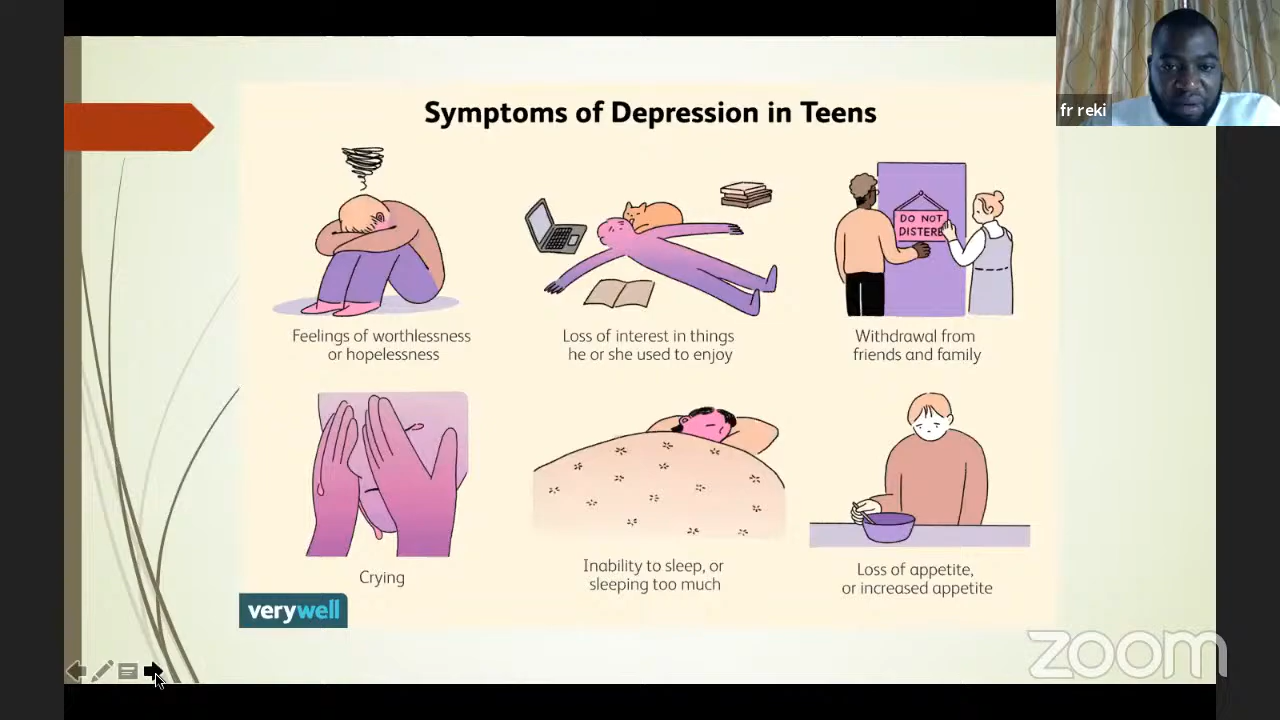 fr reki
Symptoms of Depression in Teens
DO NOT
DISTERB
Feelings of worthlessness
or hopelessness
Loss of interest in things
he or she used to enjoy
Withdrawal from
friends and family
Crying
Inability to sleep, or
sleeping too much
Loss of appetite,
or increased appetite
verywell
zoom